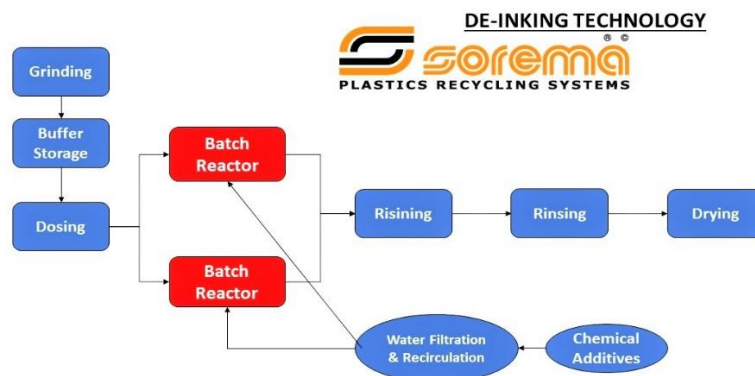 DE-INKING TECHNOLOGY
sorema ® ©
PLASTICS RECYCLING SYSTEMS
Grinding
Buffer
Storage
Dosing
Batch
Reactor
Batch
Reactor
Risining
Rinsing
Drying
Water Filtration
& Recirculation
Chemical
Additives